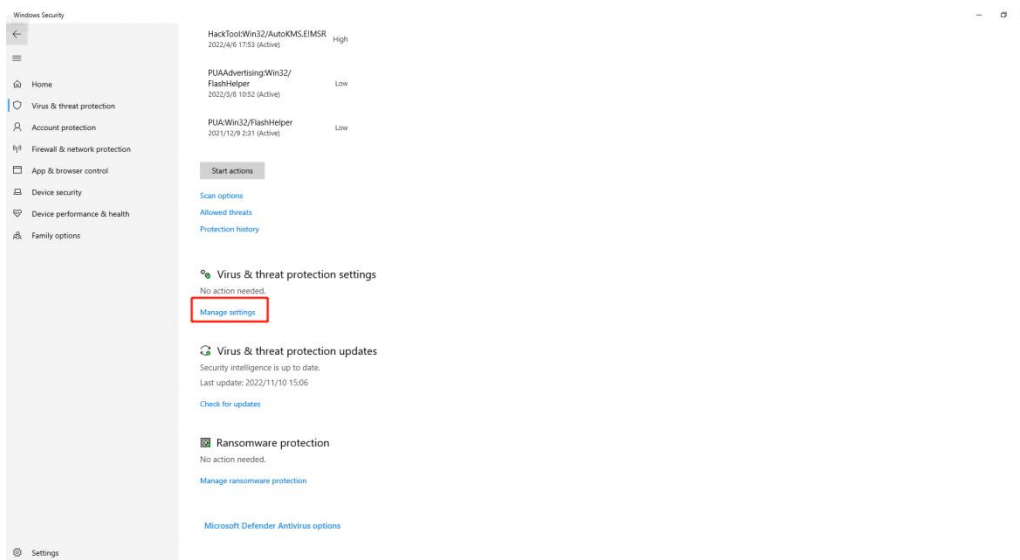 Windows Security
HackTool:Win32/AutoKMS.E!MSR
High
2022/4/6 17:53 (Active)
PUAAdvertising:Win32/
FlashHelper
Low
2022/3/6 10:52 (Active)
PUA:Win32/FlashHelper
Low
2021/12/9 2:31 (Active)
Start actions
Scan options
Allowed threats
Protection history
Virus & threat protection settings
No action needed.
Manage settings
Virus & threat protection updates
Security intelligence is up to date.
Last update: 2022/11/10 15:06
Check for updates
Ransomware protection
No action needed.
Manage ransomware protection
Microsoft Defender Antivirus options
Home
Virus & threat protection
Account protection
Firewall & network protection
App & browser control
Device security
Device performance & health
Family options
Settings